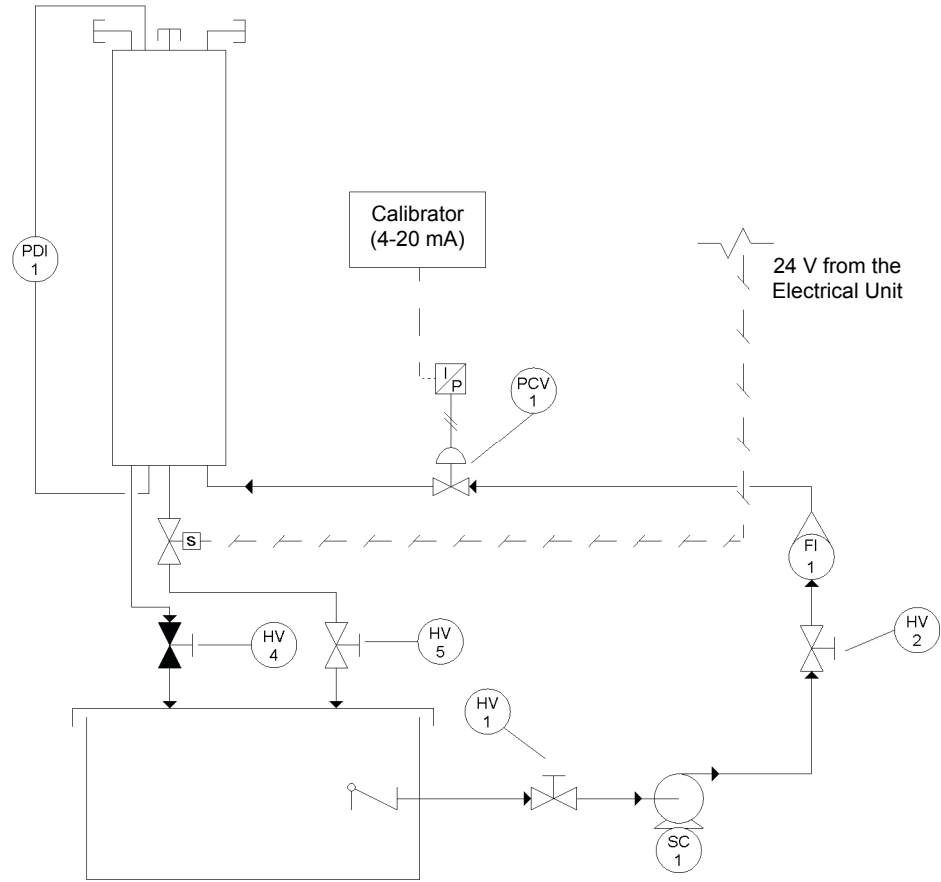 Calibrator
(4-20 mA)
24 V from the
Electrical Unit
PDI
1
I
P
PCV
1
S
FI
1
HV
4
HV
5
HV
2
HV
1
SC
1